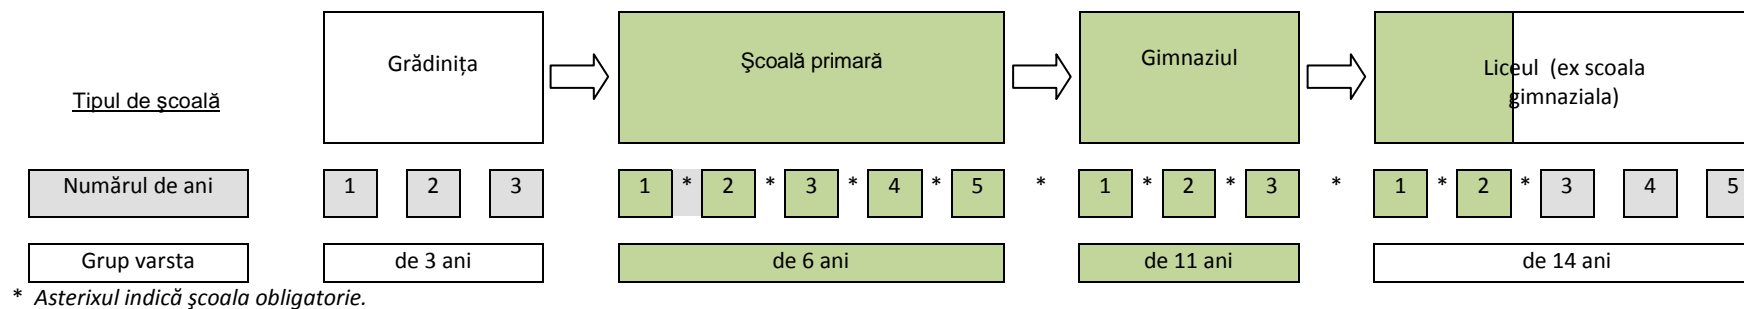 Tipul de şcoală
Grădinița
Şcoală primară
Gimnaziul
Liceul (ex scoala
gimnaziala)
Numărul de ani 1 2 3 1 * 2 * 3 * 4 * 5 * 1 * 2 * 3 * 1 * 2 * 3 4 5
Grup varsta de 3 ani de 6 ani de 11 ani de 14 ani
* Asterixul indică şcoala obligatorie.